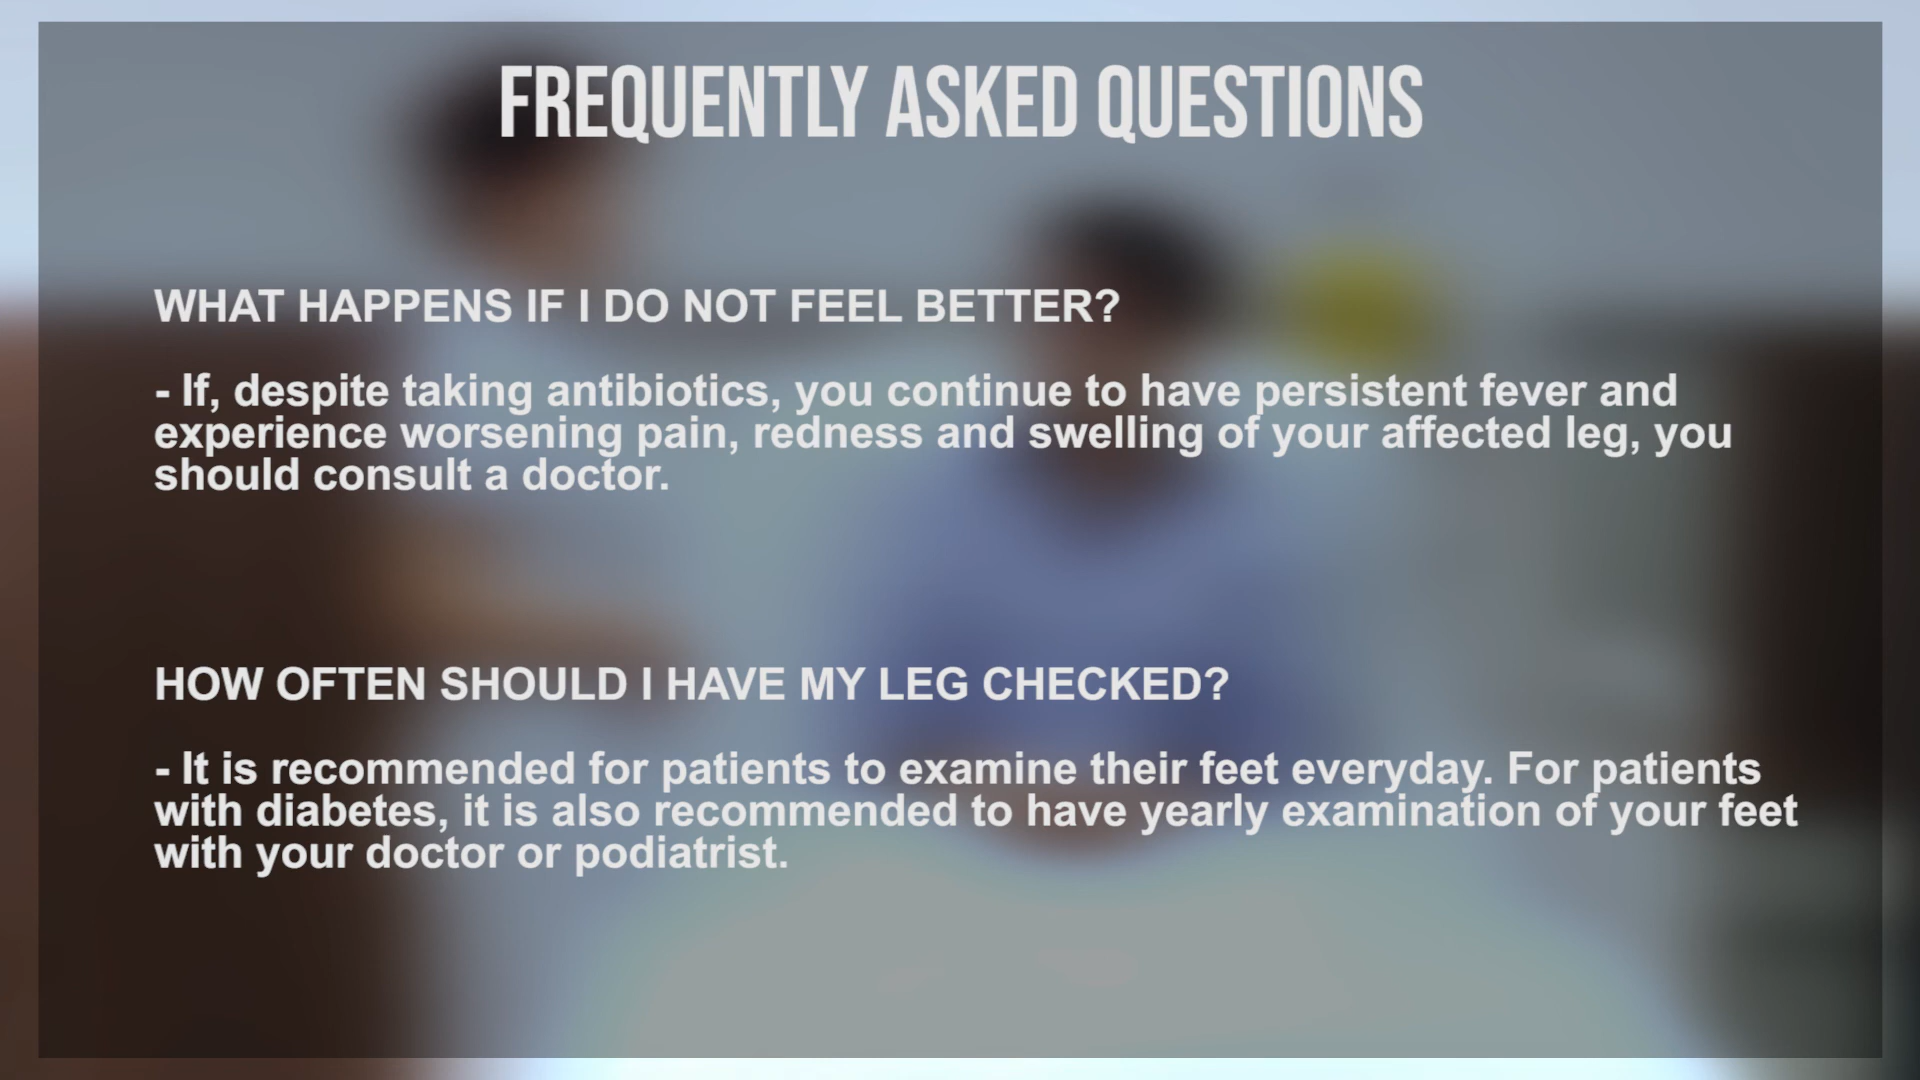 FREQUENTLY ASKED QUESTIONS
WHAT HAPPENS IF I DO NOT FEEL BETTER?
- If, despite taking antibiotics, you continue to have persistent fever and
experience worsening pain, redness and swelling of your affected leg, you
should consult a doctor.
HOW OFTEN SHOULD I HAVE MY LEG CHECKED?
- It is recommended for patients to examine their feet everyday. For patients
with diabetes, it is also recommended to have yearly examination of your feet
with your doctor or podiatrist.